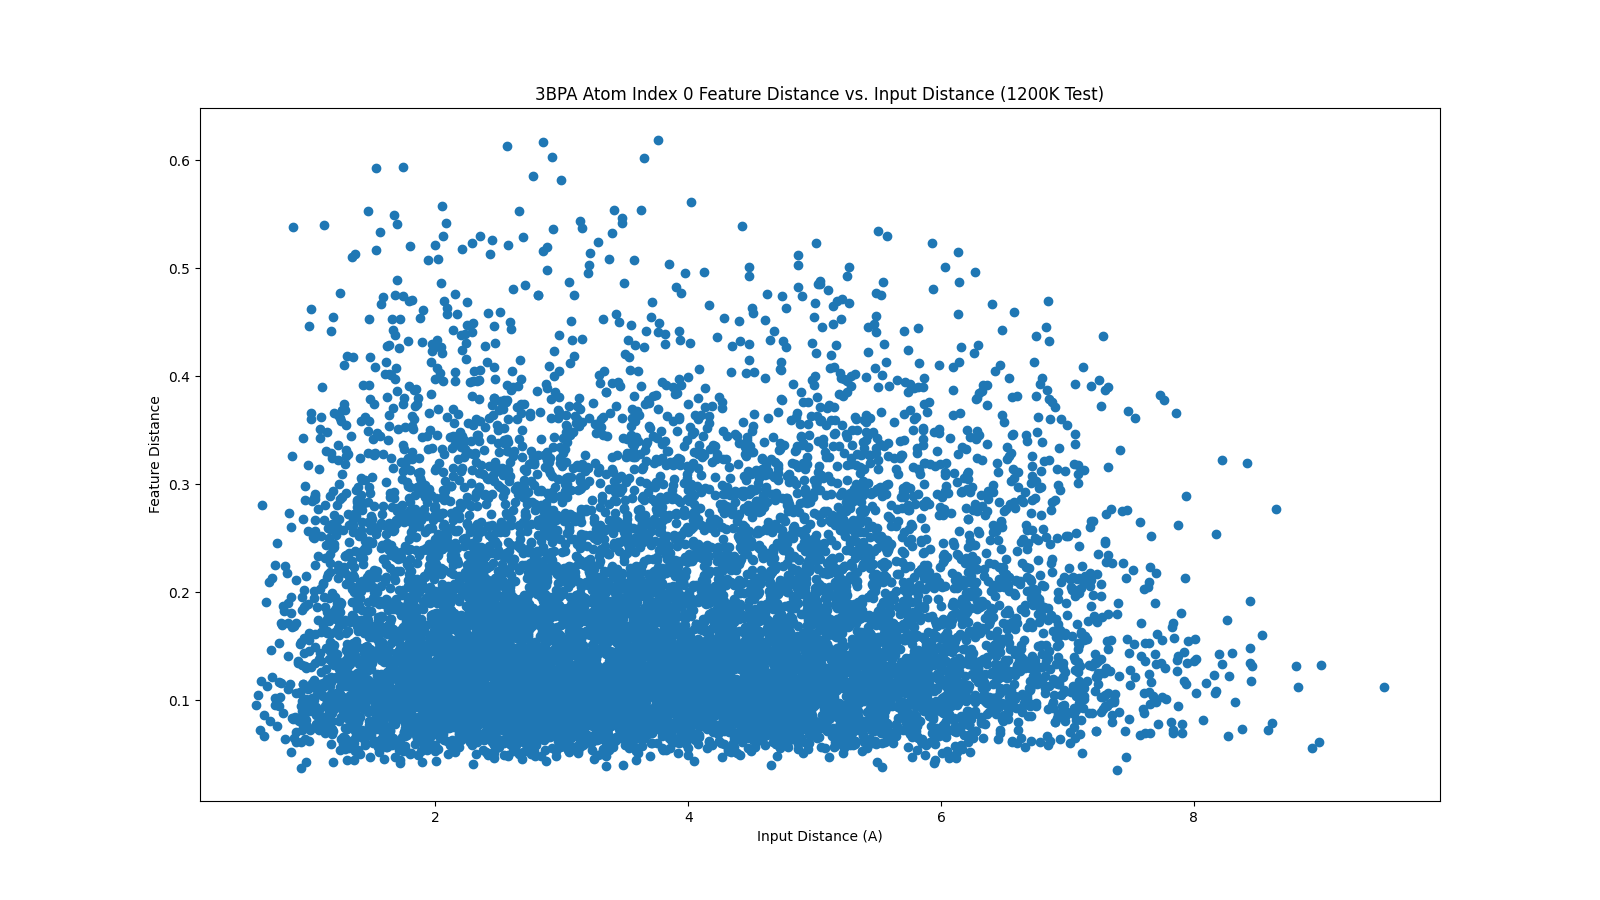 3BPA Atom Index 0 Feature Distance vs. Input Distance (1200K Test)
0.6
0.5
0.4
0.3
0.2
0.1
Feature Distance
2 4 6 8
Input Distance (A)